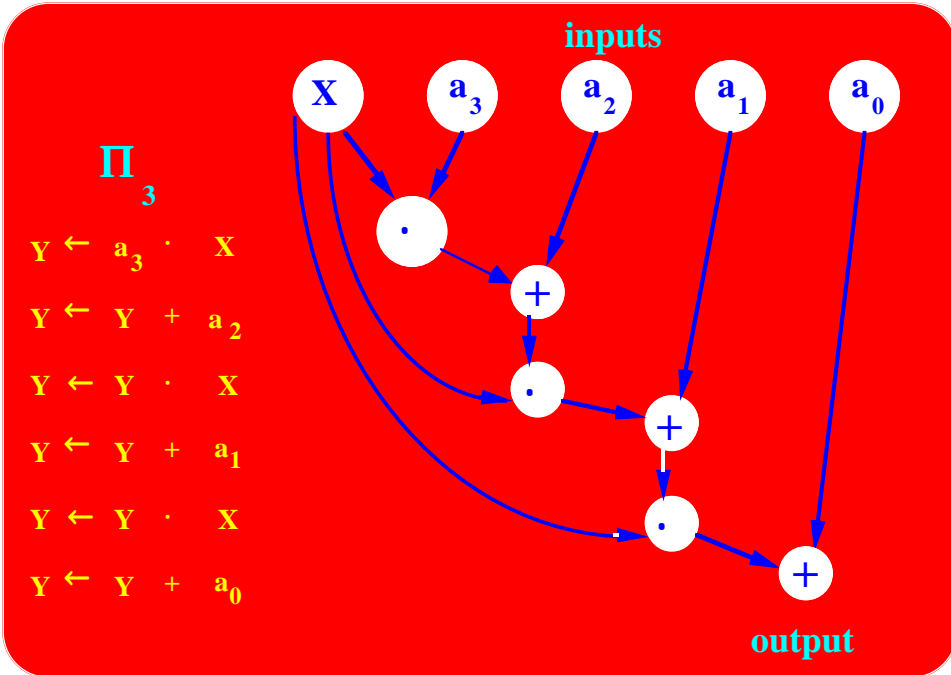 inputs
X a3 a2 a1 a0
Π3
·
Y ← a3 · X
+
Y ← Y + a2
Y ← Y · X
·
+
Y ← Y + a1
Y ← Y · X
·
+
Y ← Y + a0
output